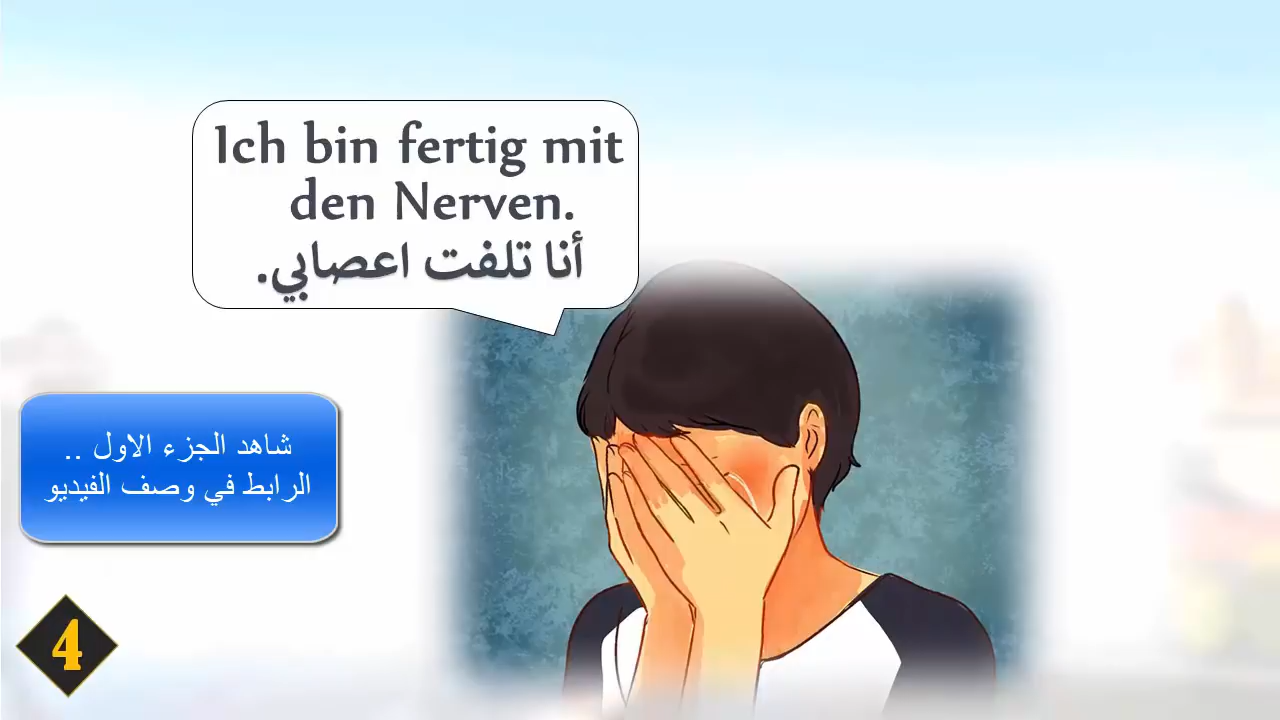 Ich bin fertig mit
den Nerven.
أنا تلفت اعصابي.
شاهد الجزء الاول ..
الرابط في وصف الفيديو
4